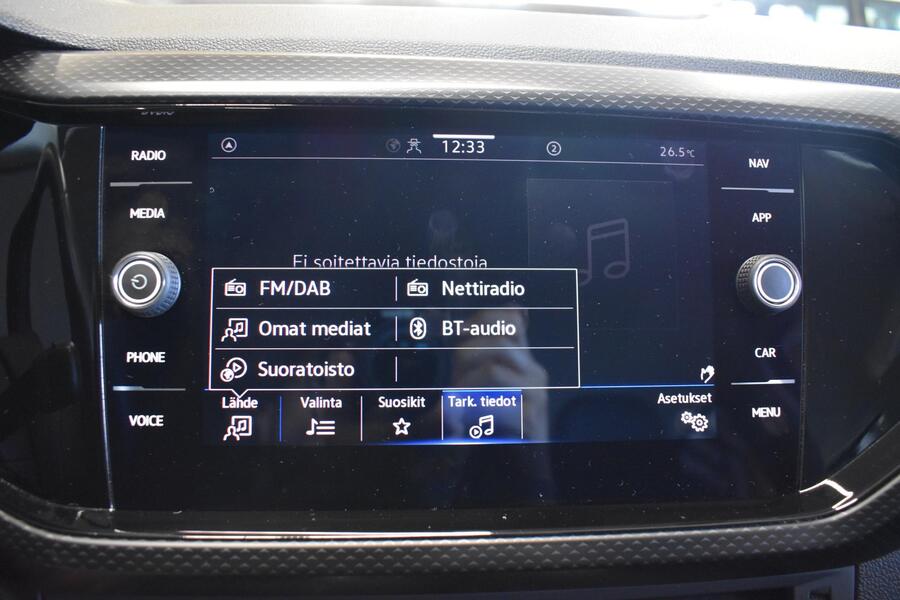 RADIO
MEDIA
PHONE
VOICE
12:33
2
26.5°C
Ei soitettavia tiedostoja
FM/DAB
Nettiradio
Omat mediat
BT-audio
Suoratoisto
Lähde
Valinta
Suosikit
Tark. tiedot
Asetukset
NAV
APP
CAR
MENU